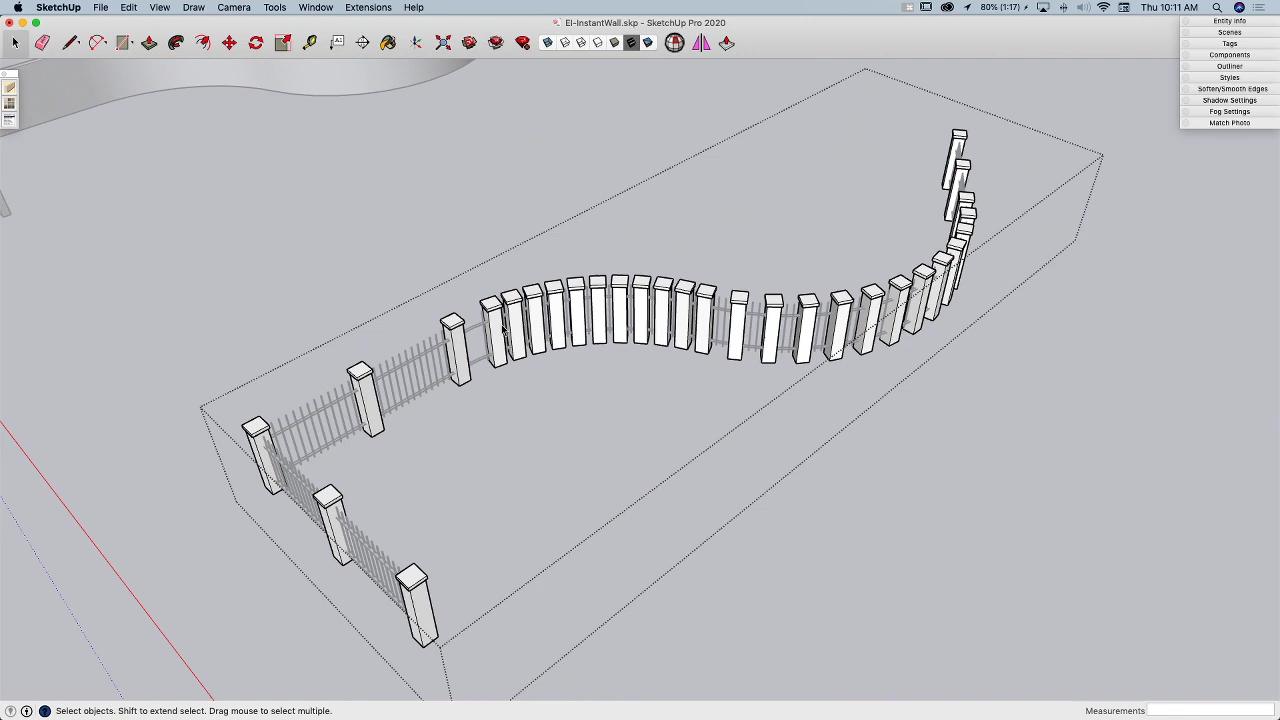 SketchUp File Edit View Draw Camera Tools Window Extensions Help 80% (1:17) Thu 10:11 AM
EI-InstantWall.skp - SketchUp Pro 2020
Entity Info
Scenes
Tags
Components
Outliner
Styles
Soften/Smooth Edges
Shadow Settings
Fog Settings
Match Photo
Select objects. Shift to extend select. Drag mouse to select multiple. Measurements